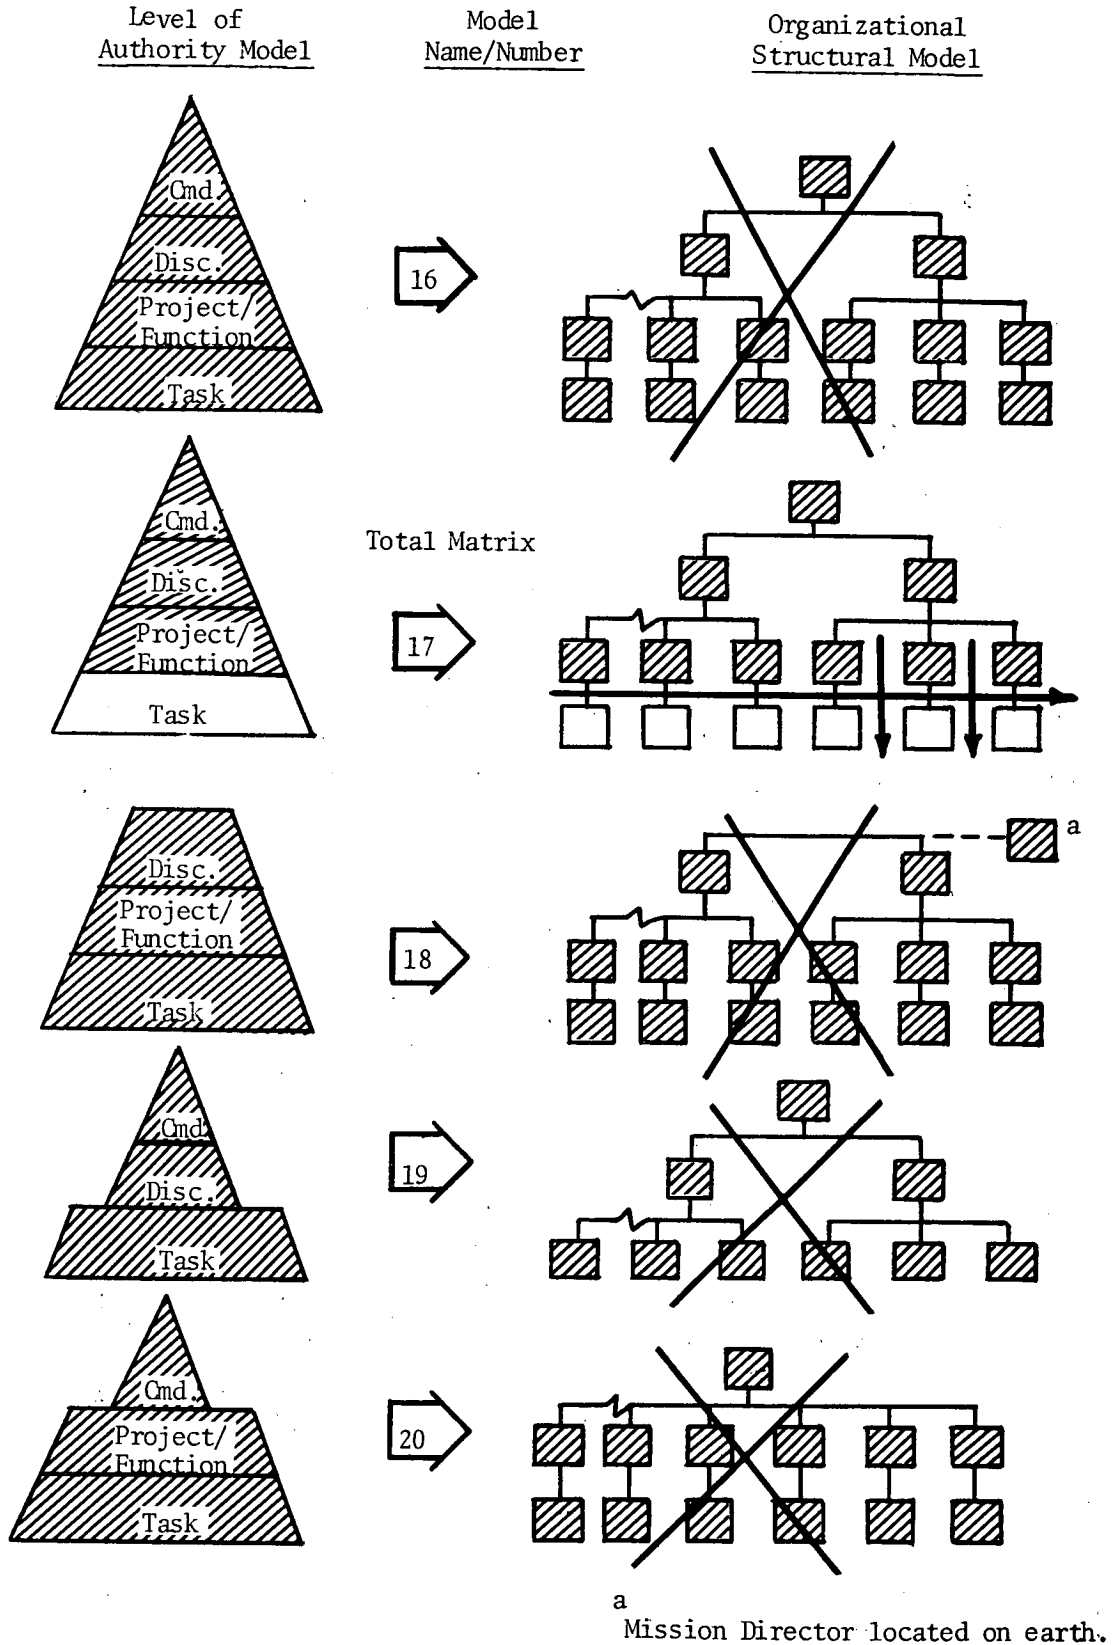 Level of
Authority Model
Model
Name/Number
Organizational
Structural Model
Cmd.
Disc.
Project/
Function
Task
16
Cmd.
Disc.
Project/
Function
Task
Total Matrix
17
Disc.
Project/
Function
Task
18
a
Cmd.
Disc.
Task
19
Cmd.
Project/
Function
Task
20
a
Mission Director located on earth.